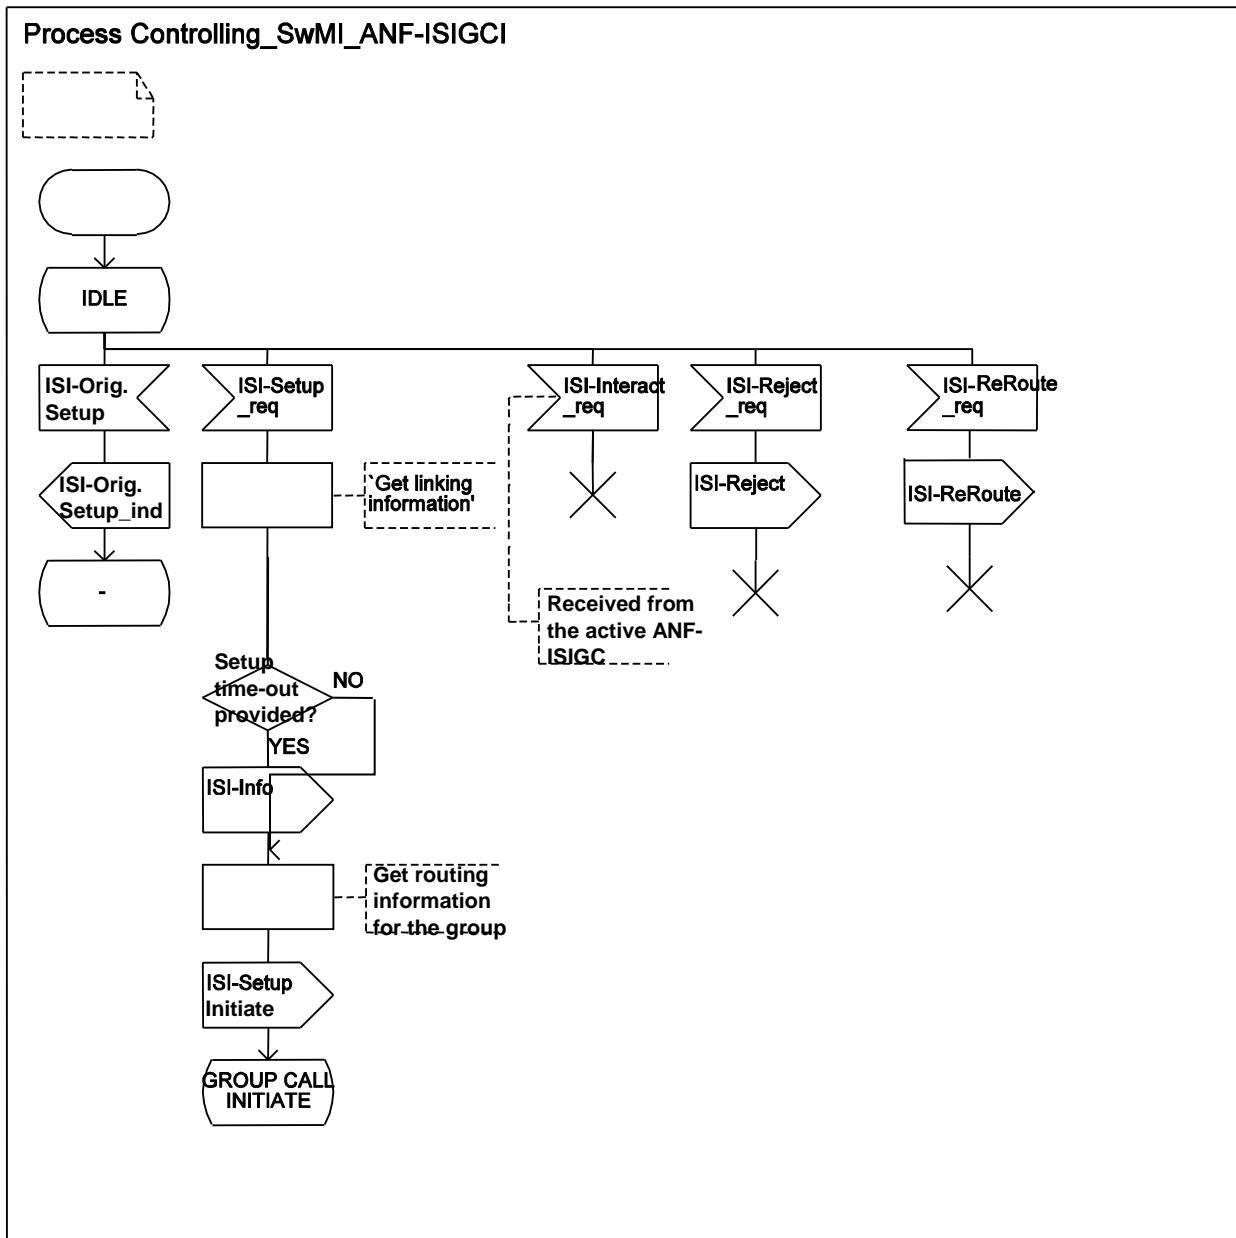 Process Controlling_SwMI_ANF-ISIGCI
IDLE
ISI-Orig.
Setup
ISI-Setup
_req
ISI-Interact
_req
ISI-Reject
_req
ISI-ReRoute
_req
ISI-Orig.
Setup_ind
`Get linking
information'
ISI-Reject
ISI-ReRoute
-
Received from
the active ANF-
ISIGC
Setup
time-out
provided?
NO
YES
ISI-Info
Get routing
information
for the group
ISI-Setup
Initiate
GROUP CALL
INITIATE